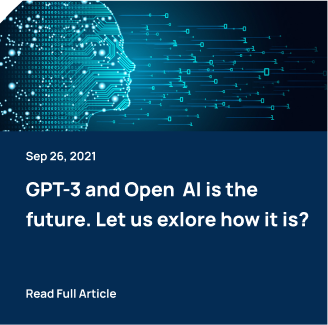 Sep 26, 2021
GPT-3 and Open AI is the
future. Let us exlore how it is?
Read Full Article